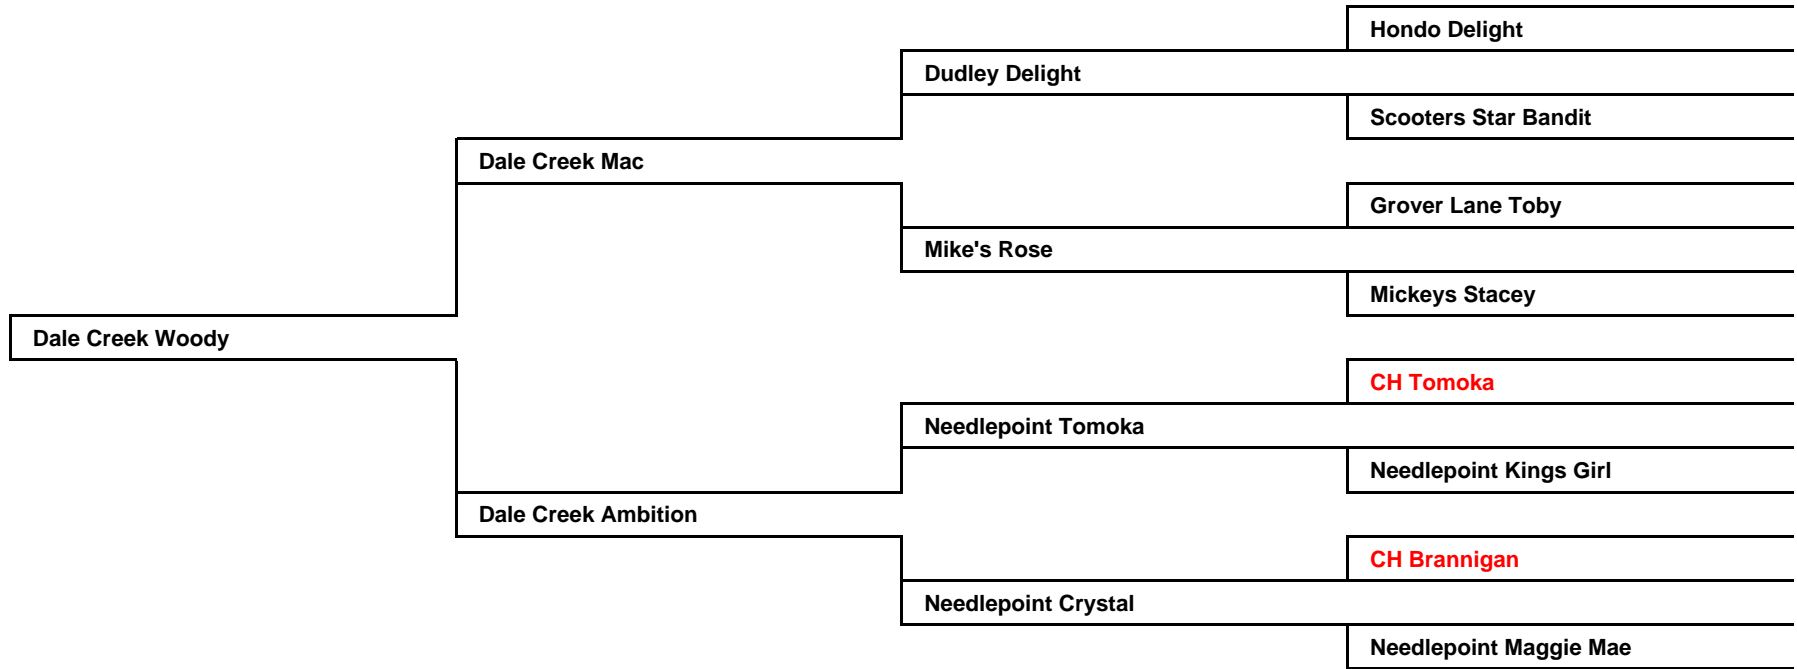 Hondo Delight
Dudley Delight
Scooters Star Bandit
Dale Creek Mac
Grover Lane Toby
Mike's Rose
Mickeys Stacey
Dale Creek Woody
CH Tomoka
Needlepoint Tomoka
Needlepoint Kings Girl
Dale Creek Ambition
CH Brannigan
Needlepoint Crystal
Needlepoint Maggie Mae